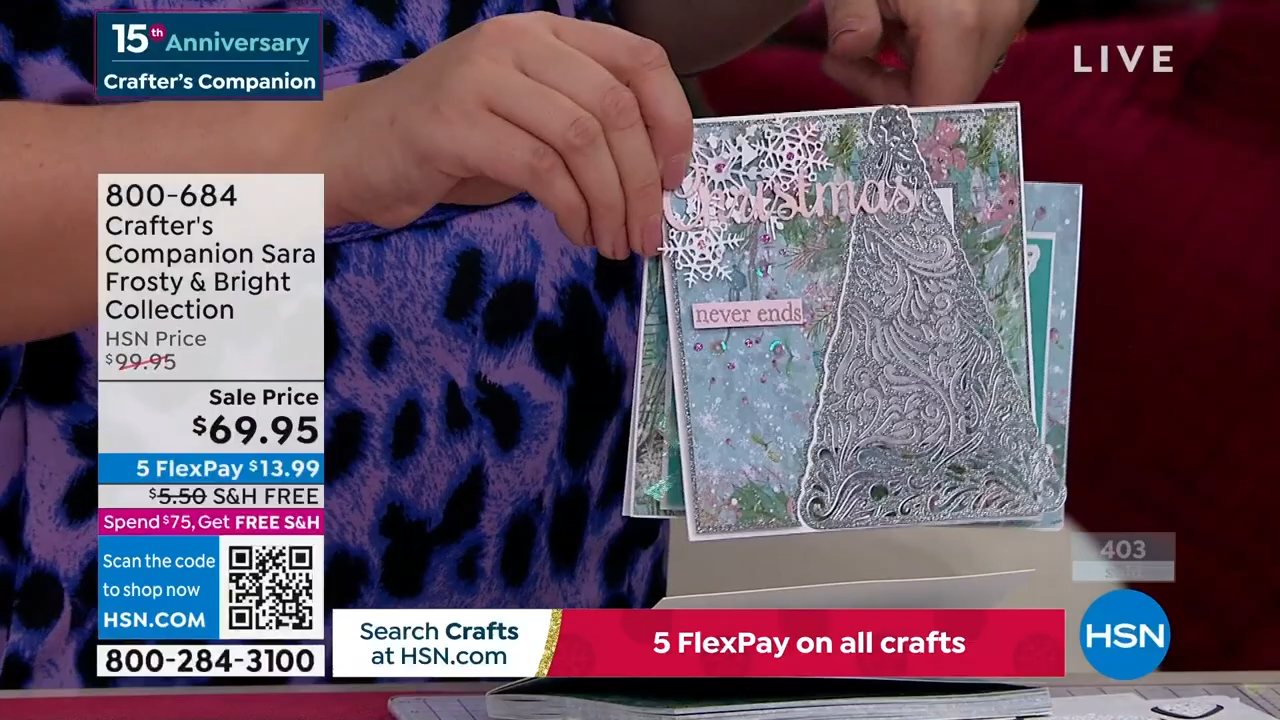 15th Anniversary
Crafter's Companion
LIVE
800-684
Crafter's
Companion Sara
Frosty & Bright
Collection
HSN Price
$99.95
Sale Price
$69.95
5 FlexPay $13.99
$5.50 S&H FREE
Spend $75, Get FREE S&H
Scan the code
to shop now
HSN.COM
800-284-3100
Christmas
never ends
403
Sold
Search Crafts
at HSN.com
5 FlexPay on all crafts
HSN